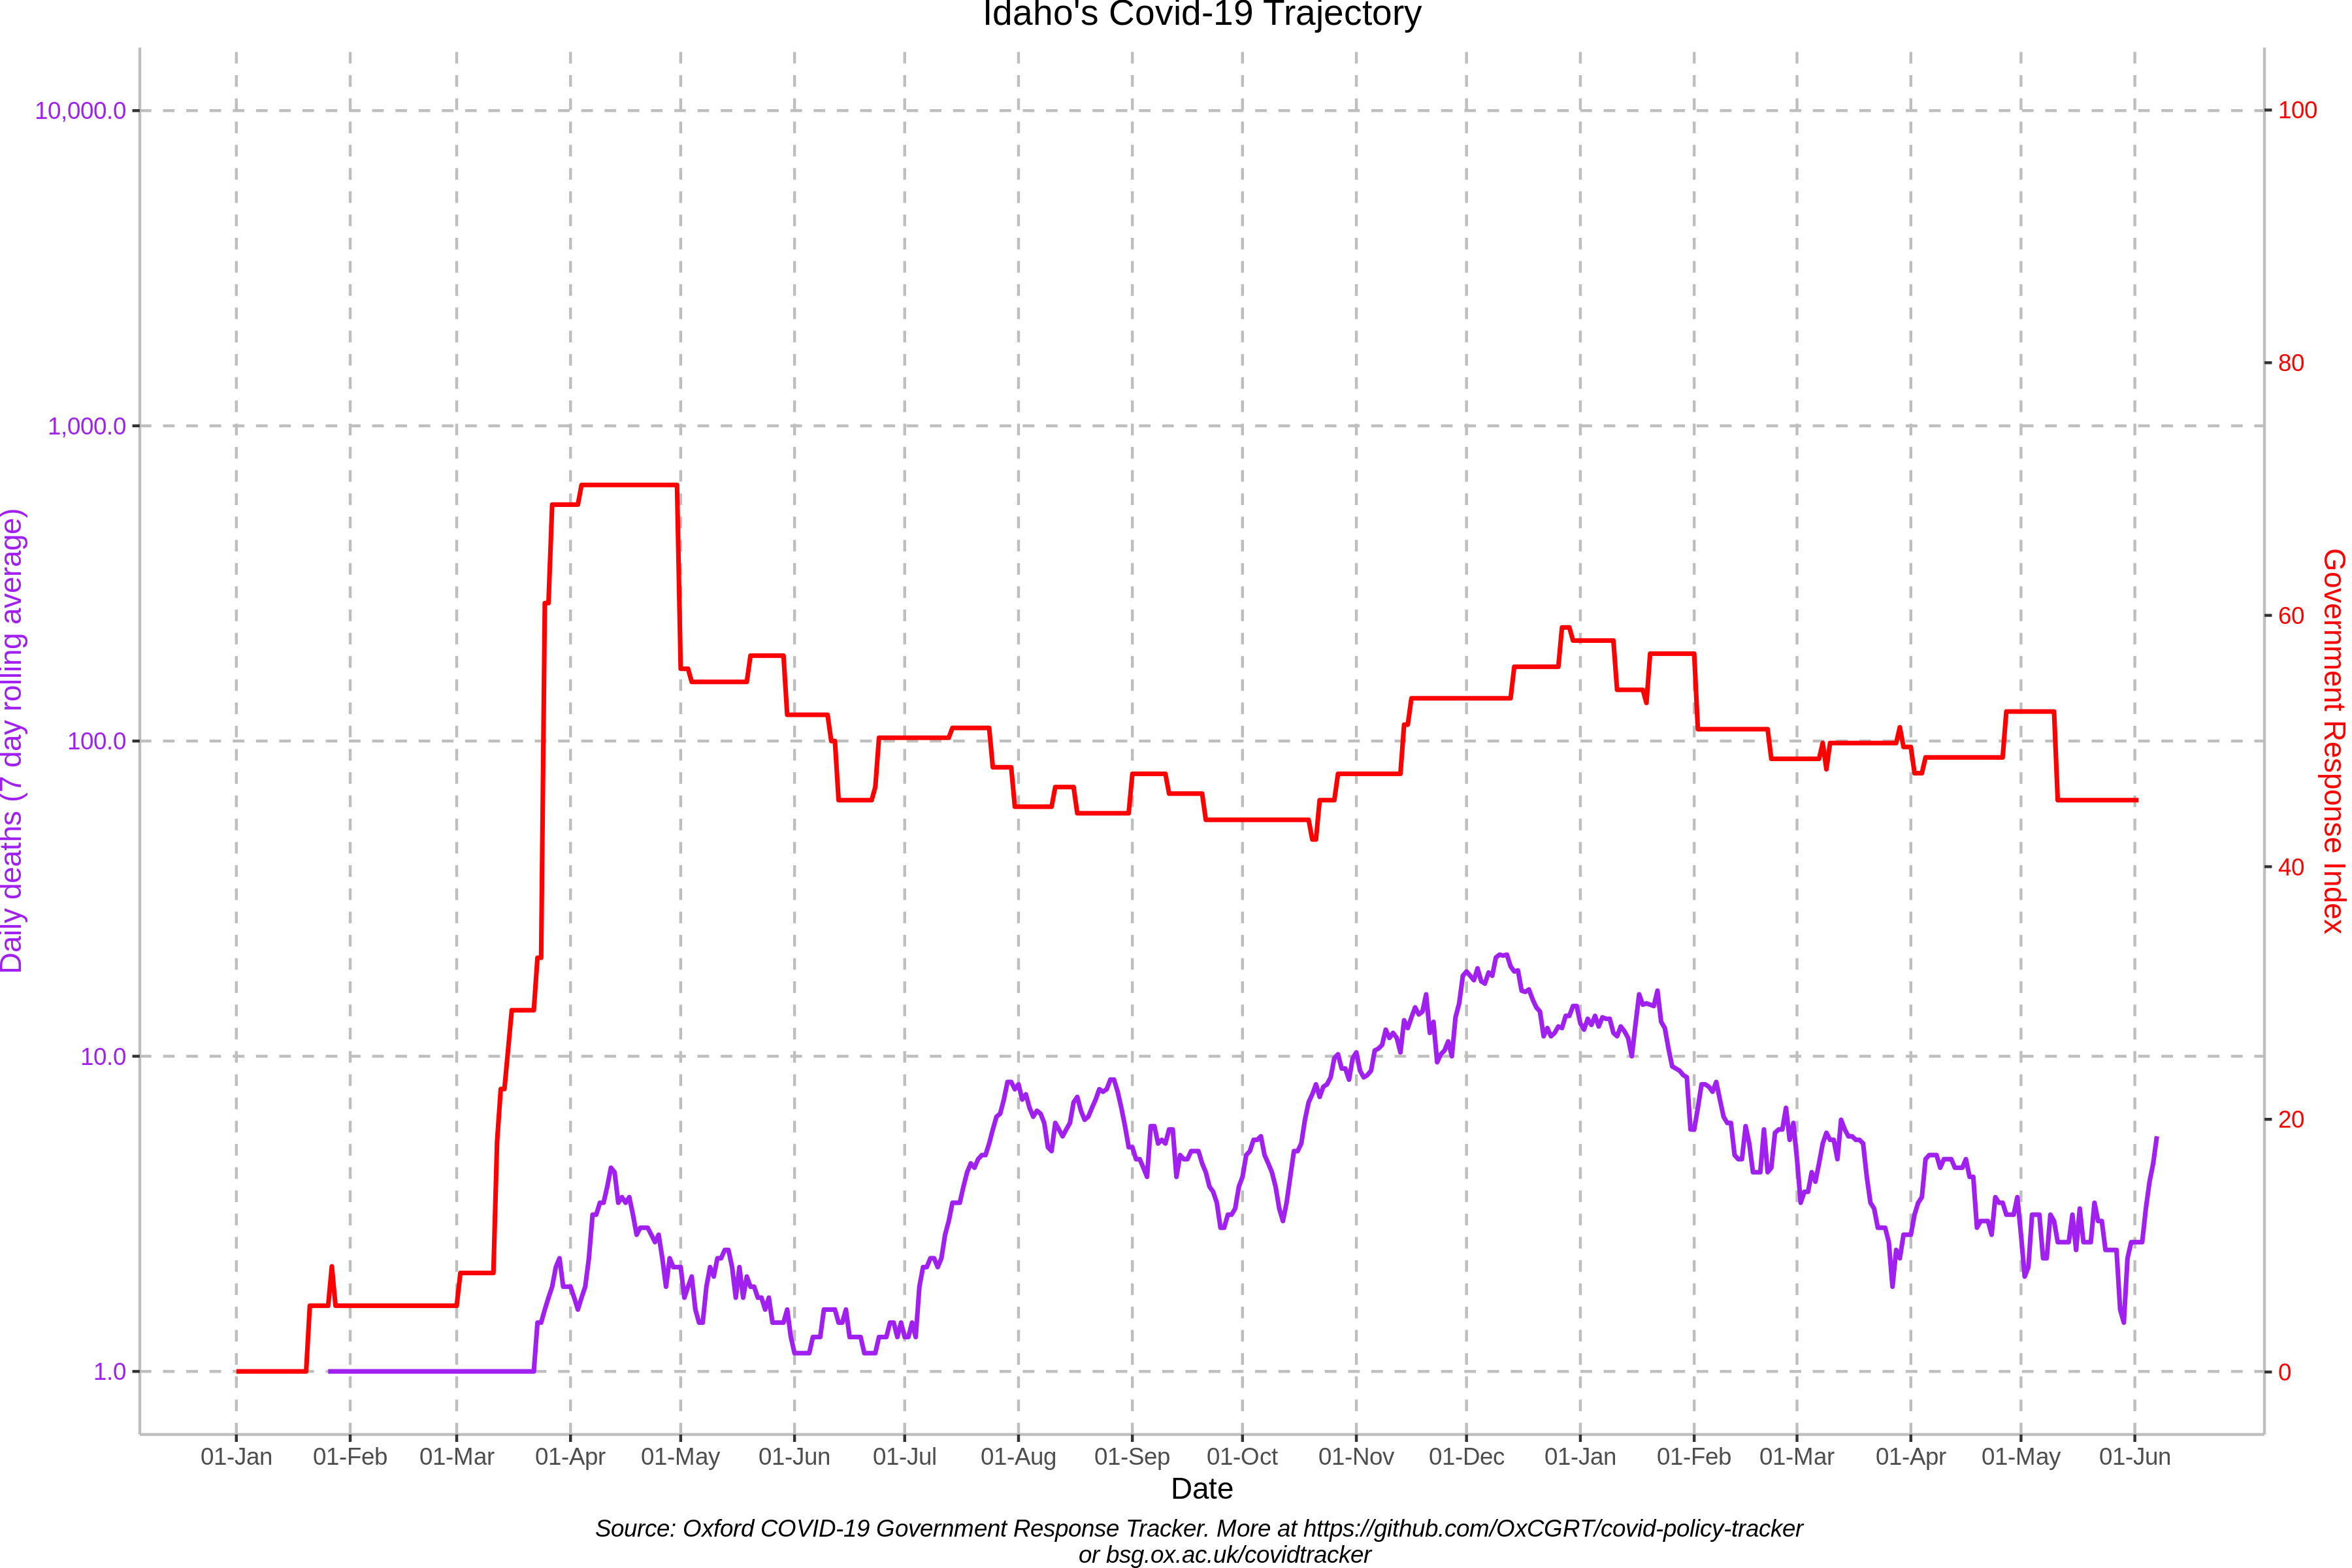 Idaho's Covid-19 Trajectory
10,000.0
1,000.0
100.0
10.0
1.0
Daily deaths (7 day rolling average)
100
80
60
40
20
0
Government Response Index
01-Jan 01-Feb 01-Mar 01-Apr 01-May 01-Jun 01-Jul 01-Aug 01-Sep 01-Oct 01-Nov 01-Dec 01-Jan 01-Feb 01-Mar 01-Apr 01-May 01-Jun
Date
Source: Oxford COVID-19 Government Response Tracker. More at https://github.com/OxCGRT/covid-policy-tracker
or bsg.ox.ac.uk/covidtracker